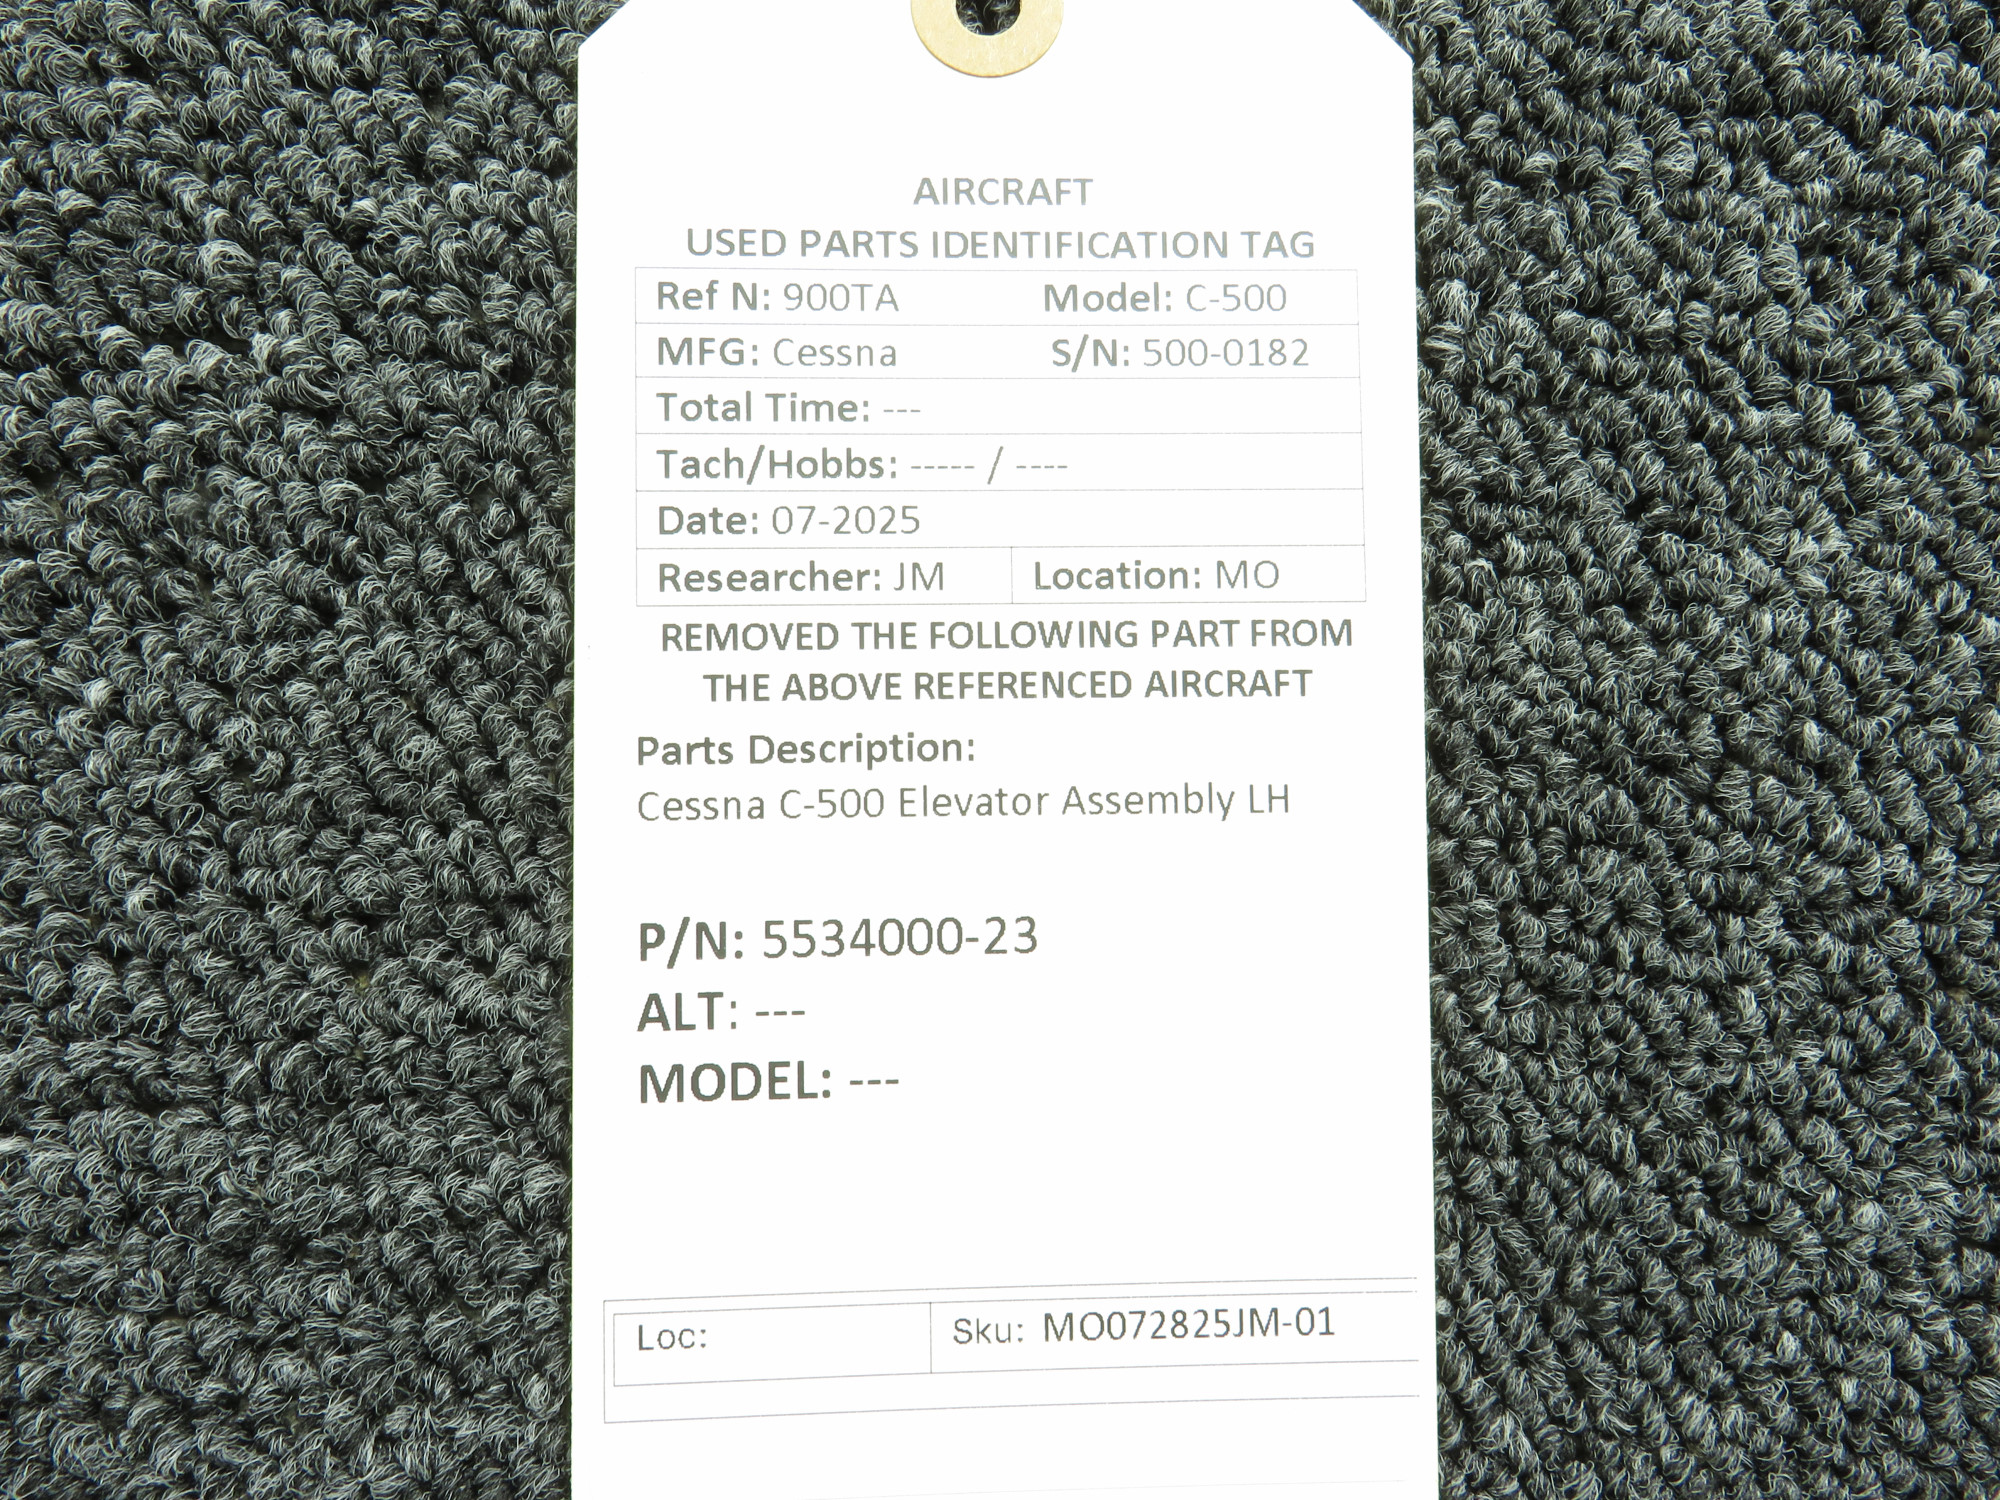 AIRCRAFT
USED PARTS IDENTIFICATION TAG
Ref N: 900TA Model: C-500
MFG: Cessna S/N: 500-0182
Total Time: ---
Tach/Hobbs: ----- / ----
Date: 07-2025
Researcher: JM Location: MO
REMOVED THE FOLLOWING PART FROM
THE ABOVE REFERENCED AIRCRAFT
Parts Description:
Cessna C-500 Elevator Assembly LH
P/N: 5534000-23
ALT: ---
MODEL: ---
Loc: Sku: MO072825JM-01